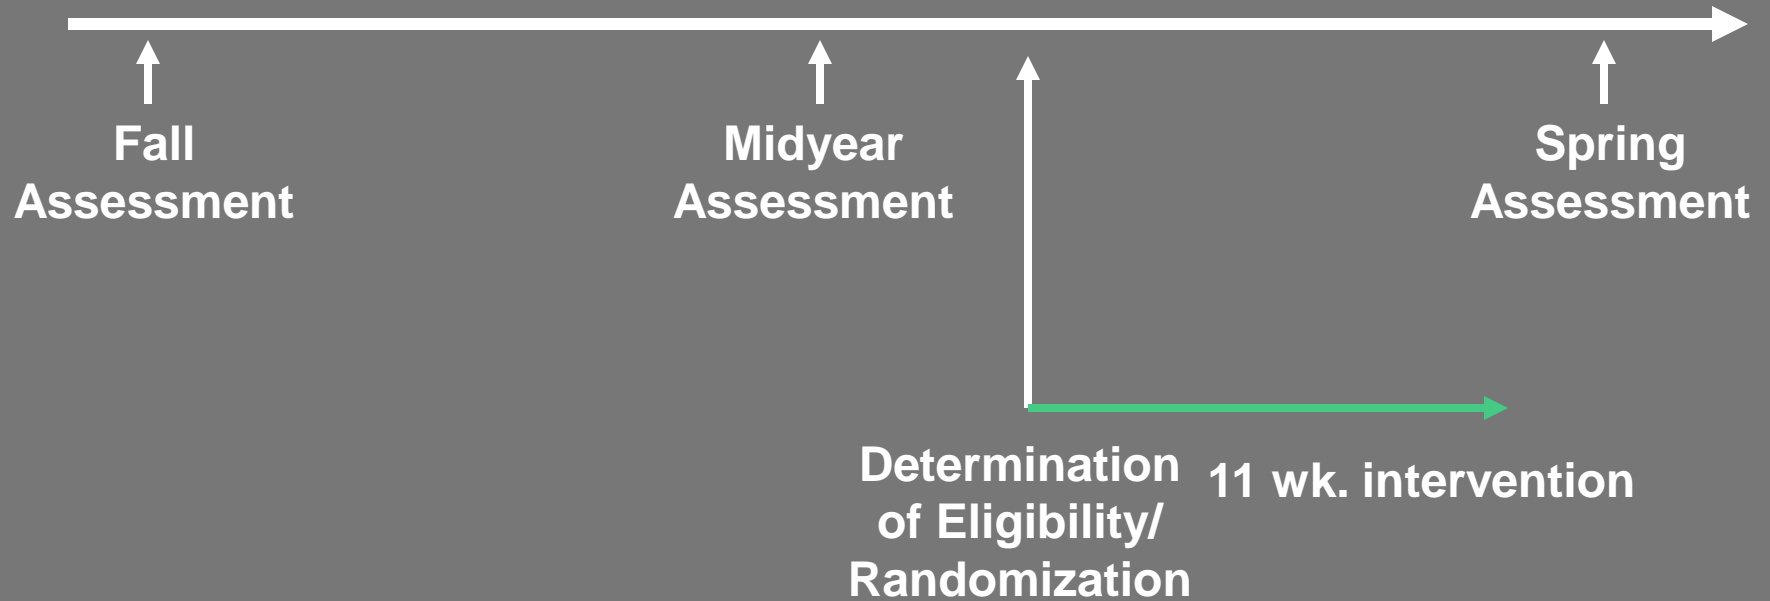 Fall
Assessment
Midyear
Assessment
Spring
Assessment
Determination
of Eligibility/
Randomization
11 wk. intervention